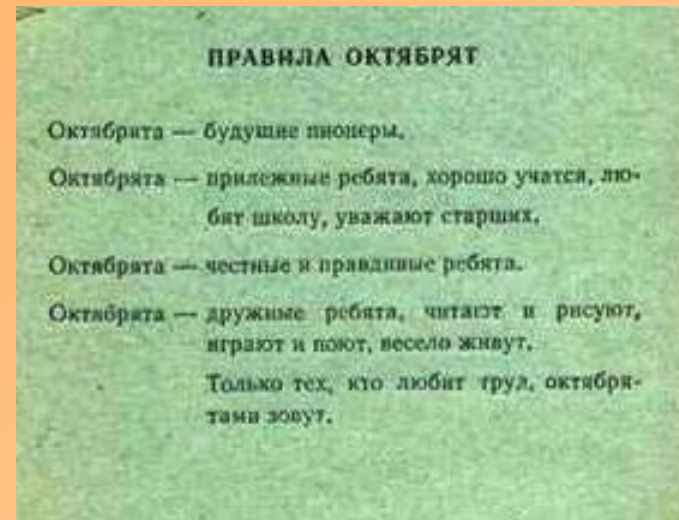 ПРАВИЛА ОКТЯБРЯТ
Октябрята — будущие пионеры.
Октябрята — прилежные ребята, хорошо учатся, лю-
бят школу, уважают старших.
Октябрята — честные и правдивые ребята.
Октябрята — дружные ребята, читают и рисуют,
играют и поют, весело живут.
Только тех, кто любит труд, октября-
тами зовут.